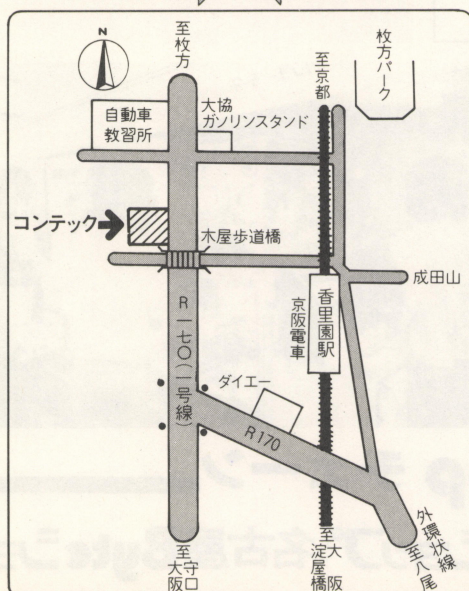 N
至枚方
至京都
枚方パーク
自動車
教習所
大協
ガソリンスタンド
コンテック
木屋歩道橋
成田山
R一七〇(一号線)
香里園駅
京阪電車
ダイエー
R170
外環状線
至八尾
至守口
大阪
至大阪
淀屋橋